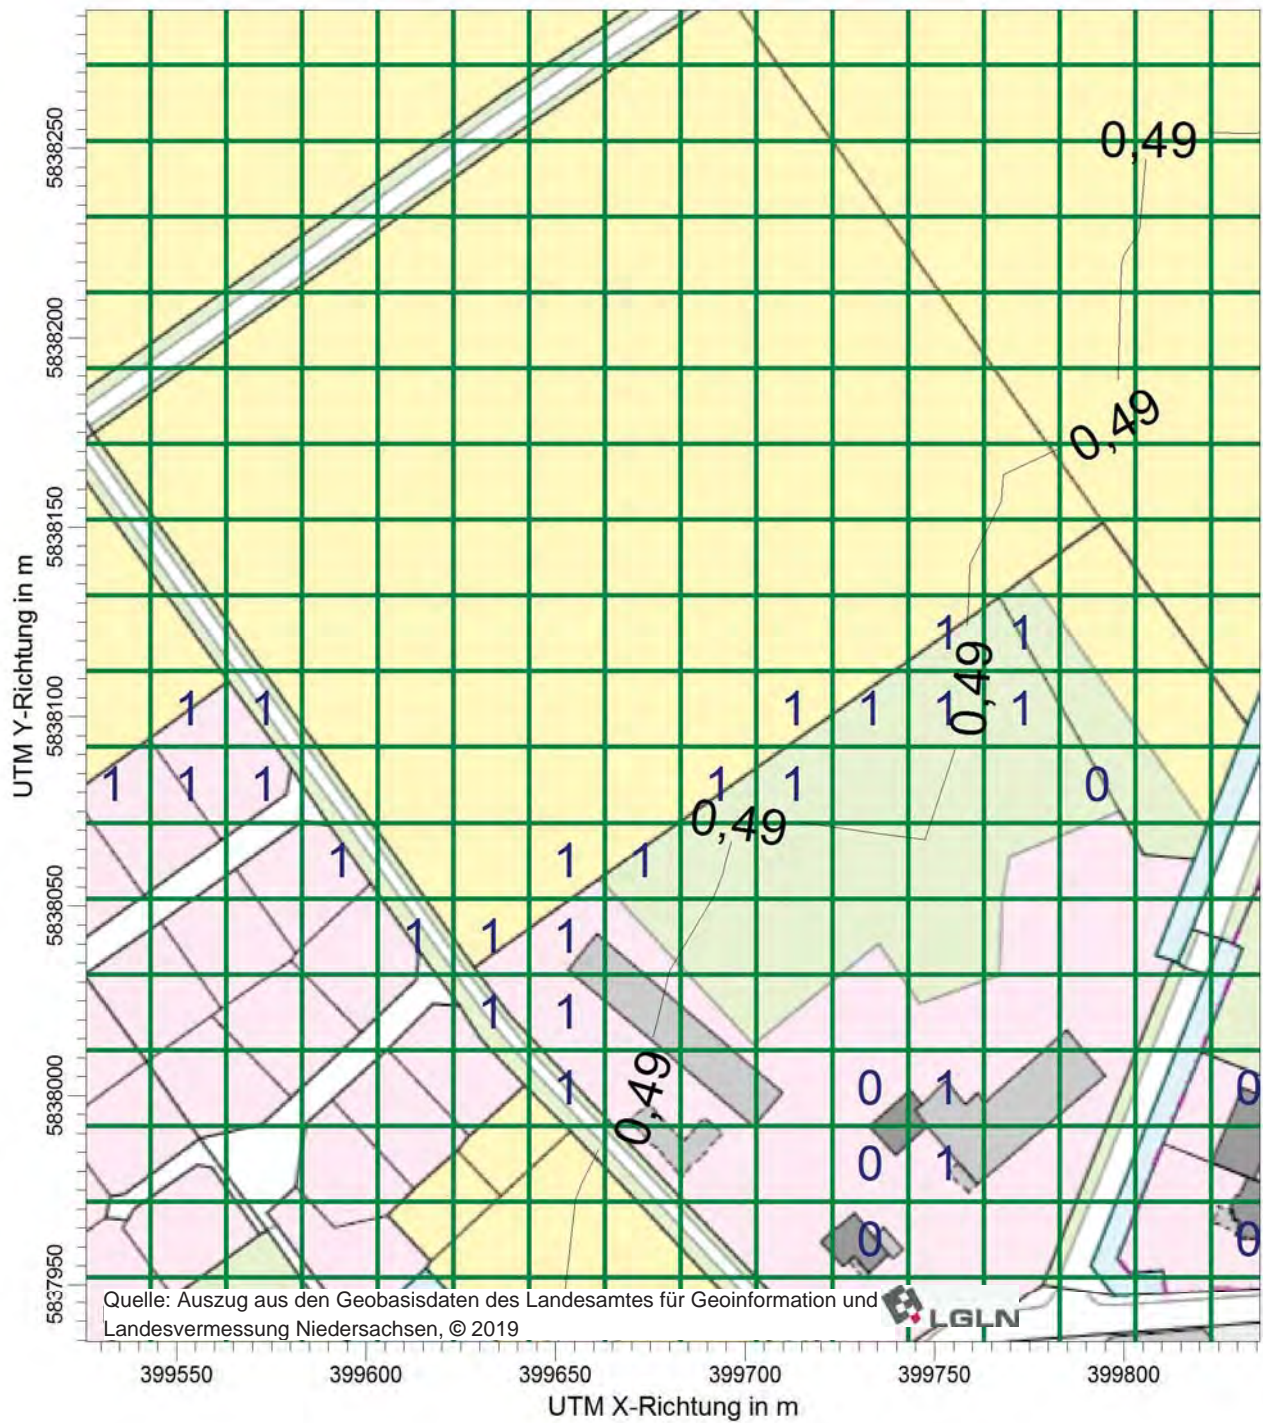 0,49
5838250
5838200
0,49
5838150
UTM Y-Richtung in m
1 1
0,49
5838100
1 1 1 1 1 1
1 1 1 1 1 0
0,49
1 1 1
5838050
1 1 1
1 1
5838000
1 0 1 0
0,49
0 1
0 0
5837950
Quelle: Auszug aus den Geobasisdaten des Landesamtes für Geoinformation und
Landesvermessung Niedersachsen, © 2019
LGLN
399550 399600 399650 399700 399750 399800
UTM X-Richtung in m